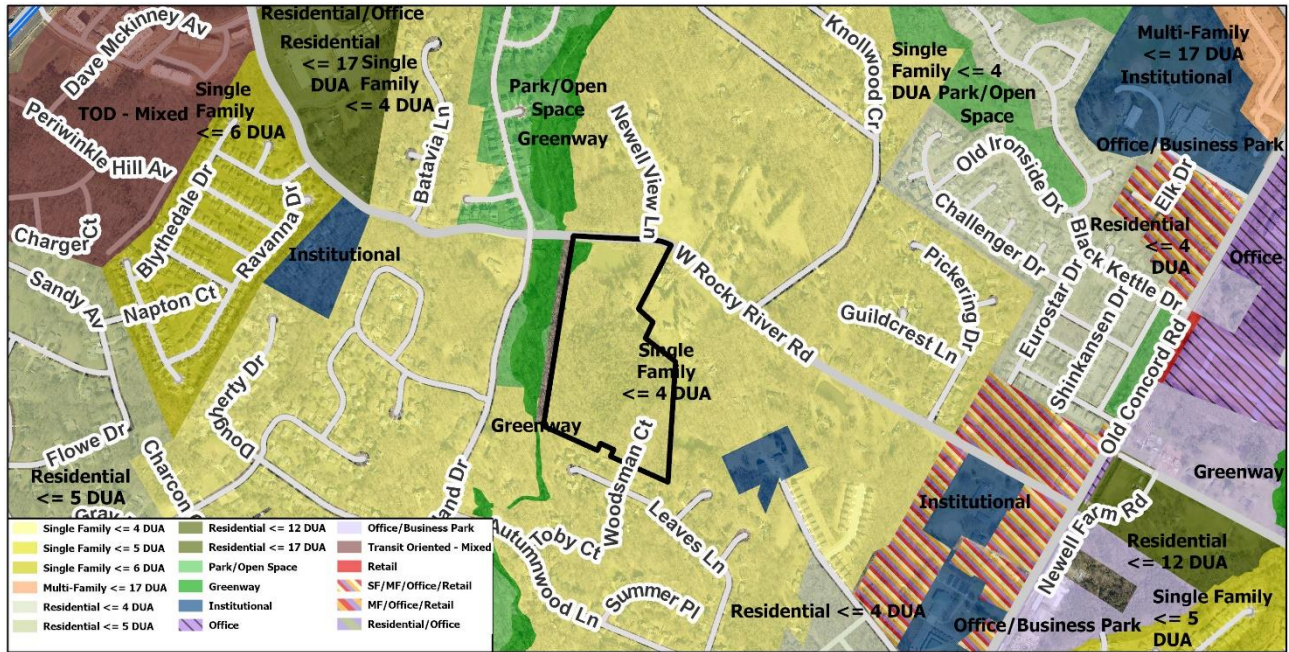 Dave Mckinney Av
Residential/Office
Residential
<= 17
DUA
Single
Family
<= 4 DUA
Single
Family
<= 6 DUA
TOD - Mixed
Periwinkle Hill Av
Batavia Ln
Park/Open
Space
Greenway
Newell View Ln
Knollwood Cr
Single
Family <= 4
DUA
Park/Open
Space
Multi-Family
<= 17 DUA
Institutional
Office/Business Park
Elk Dr
Old Ironside Dr
Charger Ct
Blythedale Dr
Ravanna Dr
Institutional
Challenger Dr
Black Kettle Dr
Residential
<= 4
DUA
Office
Sandy Av
Napton Ct
W Rocky River Rd
Pickering Dr
Guildcrest Ln
Eurostar Dr
Shinkansen Dr
Old Concord Rd
Single
Family
<= 4 DUA
Dougherty Dr
Greenway
Flowe Dr
Woodsman Ct
Residential
<= 5 DUA
Charcon
Gray
and Dr
Leaves Ln
Toby Ct
Autumnwood Ln
Summer Pl
Institutional
Greenway
Newell Farm Rd
Residential
<= 12 DUA
Residential <= 4 DUA
Office/Business Park
Single Family
<= 5
DUA
Single Family <= 4 DUA
Single Family <= 5 DUA
Single Family <= 6 DUA
Multi-Family <= 17 DUA
Residential <= 4 DUA
Residential <= 5 DUA
Residential <= 12 DUA
Residential <= 17 DUA
Park/Open Space
Greenway
Institutional
Office
Office/Business Park
Transit Oriented - Mixed
Retail
SF/MF/Office/Retail
MF/Office/Retail
Residential/Office